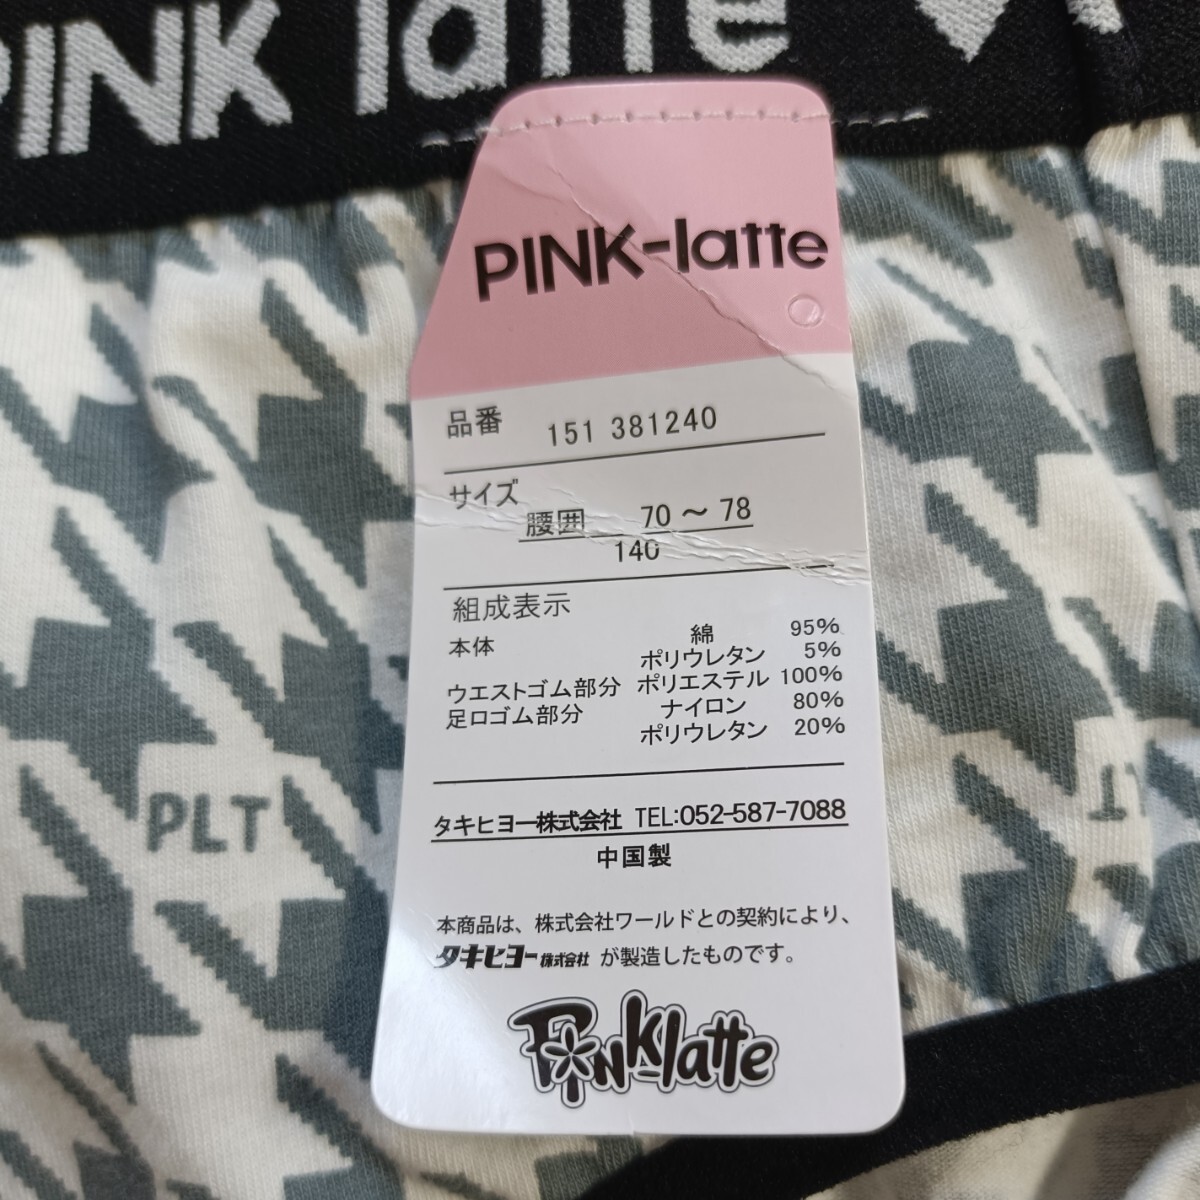 PINK latte
PINK-latte
品番 151 381240
サイズ
腰囲 70～78
140
組成表示
本体 綿 95%
ポリウレタン 5%
ウエストゴム部分 ポリエステル 100%
足口ゴム部分 ナイロン 80%
ポリウレタン 20%
タキヒヨー株式会社 TEL:052-587-7088
中国製
本商品は、株式会社ワールドとの契約により、
タキヒヨー株式会社 が製造したものです。
PINKlatte
PLT